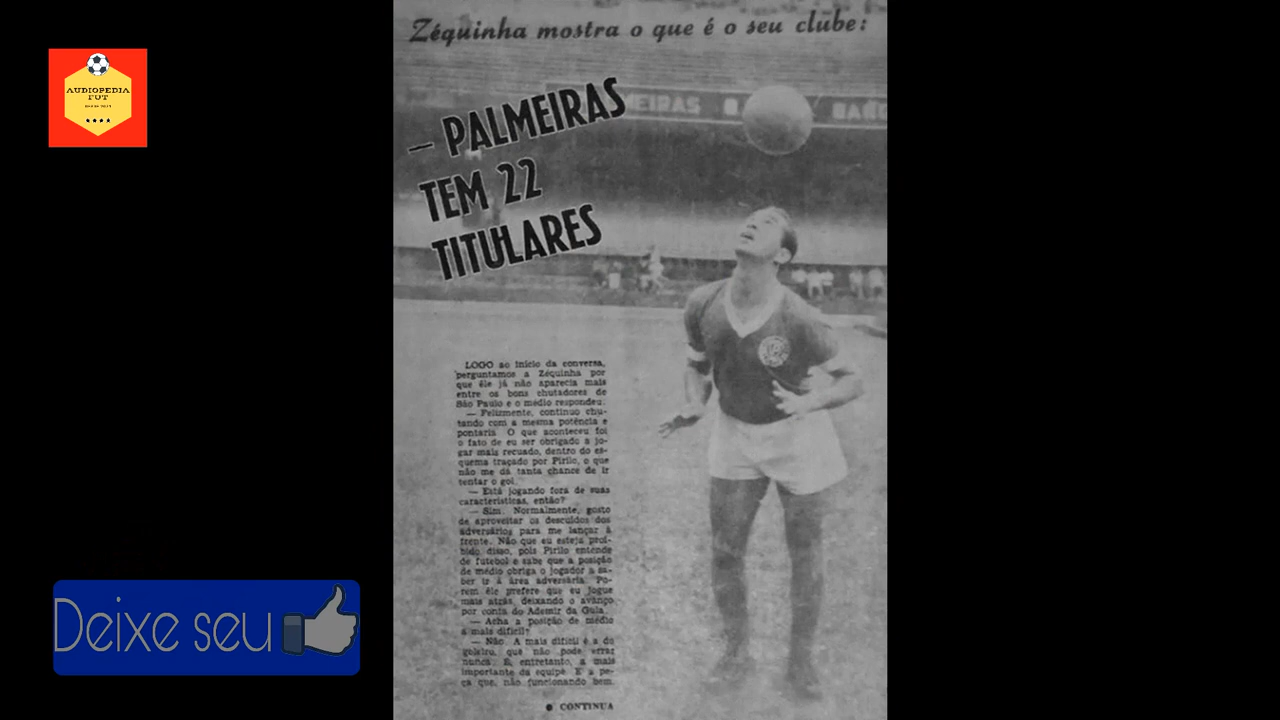 Zéquinha mostra o que é o seu clube:
AUDIOPEDIA
FUT
— PALMEIRAS
TEM 22
TITULARES
LOGO ao início da conversa,
perguntamos a Zéquinha por
que êle já não aparecia mais
entre os bons chutadores de
São Paulo e o médio respondeu:
— Felizmente, continuo chu-
tando com a mesma potência e
pontaria. O que aconteceu foi
o fato de eu ser obrigado a jo-
gar mais recuado, dentro do es-
quema traçado por Pirilo, o que
não me dá tanta chance de ir
tentar o gol.
— Está jogando fora de suas
características, então?
— Sim. Normalmente, gosto
de aproveitar os descuidos dos
adversários para me lançar à
frente. Não que eu esteja proi-
bido disso, pois Pirilo entende
de futebol e sabe que a posição
de médio obriga o jogador a sa-
ber ir à área adversária. Po-
rém êle prefere que eu jogue
mais atrás, deixando o avanço
por conta do Ademir da Guia.
— Acha a posição de médio
a mais difícil?
— Não. A mais difícil é a do
goleiro, que não pode errar
nunca. E, entretanto, a mais
importante da equipe. E a pe-
ça que, não funcionando bem,
● CONTINUA
Deixe seu